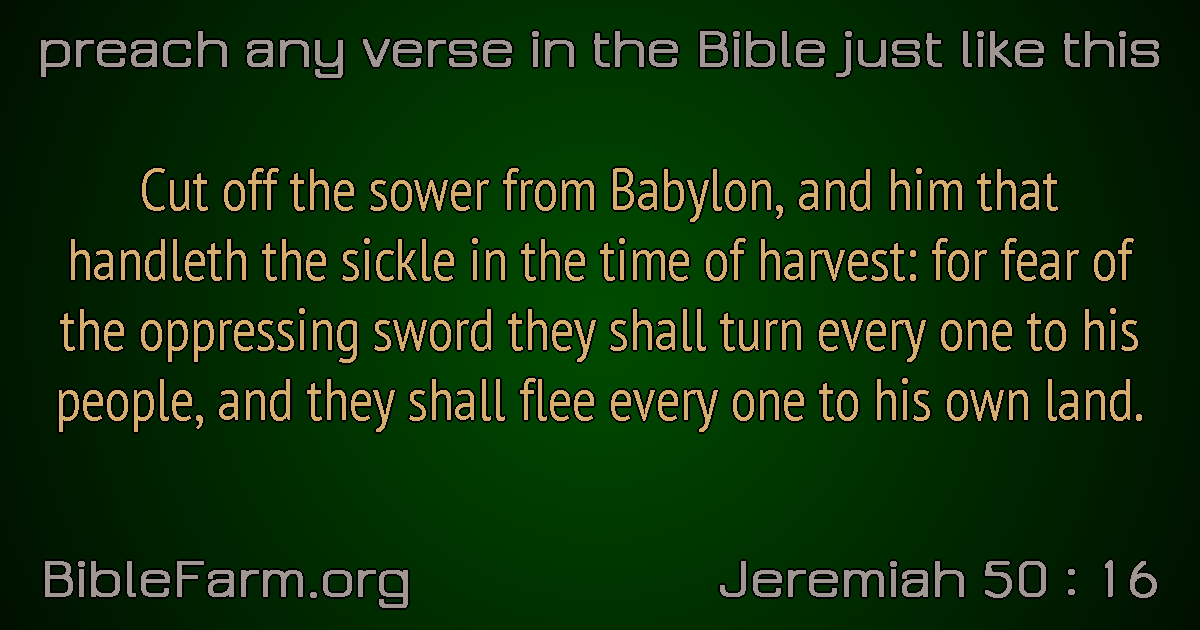 preach any verse in the Bible just like this
Cut off the sower from Babylon, and him that
handleth the sickle in the time of harvest: for fear of
the oppressing sword they shall turn every one to his
people, and they shall flee every one to his own land.
BibleFarm.org
Jeremiah 50 : 16